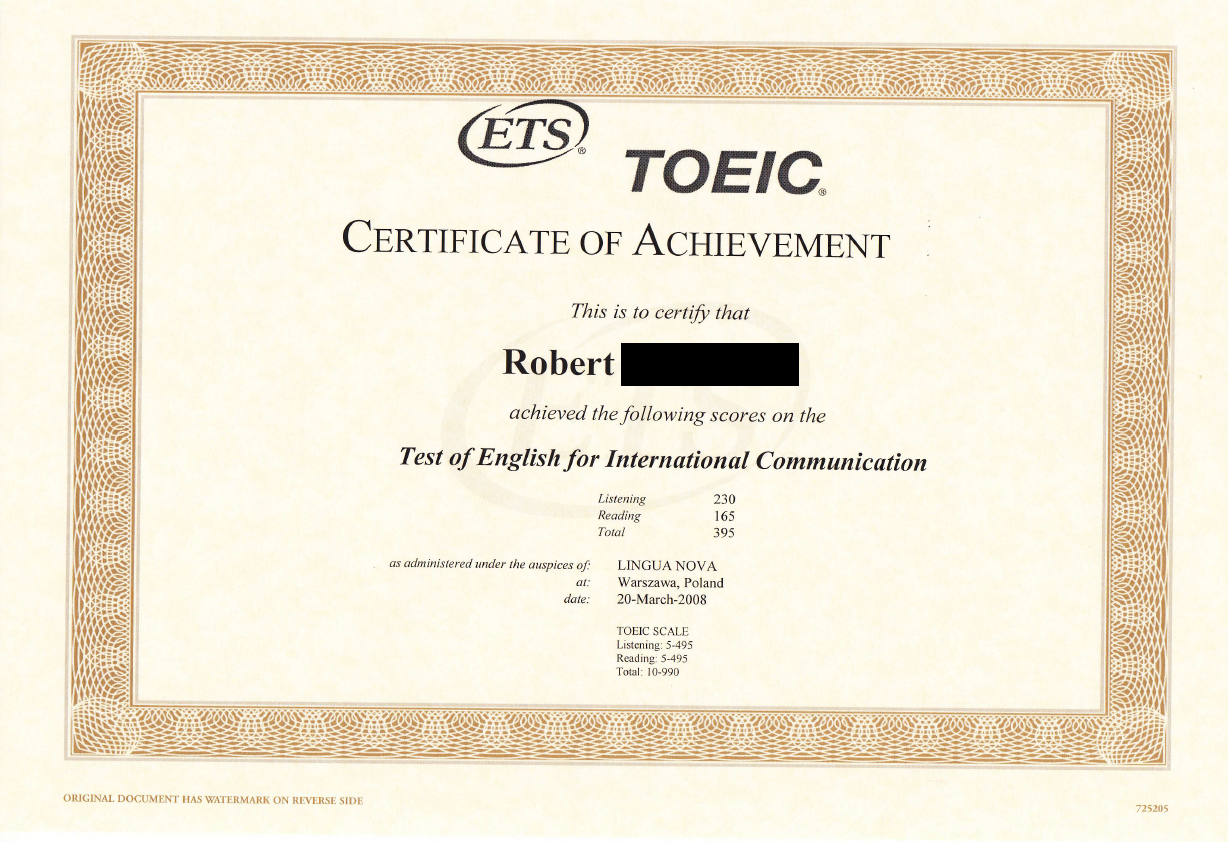 ETS®
TOEIC®
CERTIFICATE OF ACHIEVEMENT
This is to certify that
Robert
achieved the following scores on the
Test of English for International Communication
Listening 230
Reading 165
Total 395
as administered under the auspices of: LINGUA NOVA
at: Warszawa, Poland
date: 20-March-2008
TOEIC SCALE
Listening: 5-495
Reading: 5-495
Total: 10-990
ORIGINAL DOCUMENT HAS WATERMARK ON REVERSE SIDE
725205